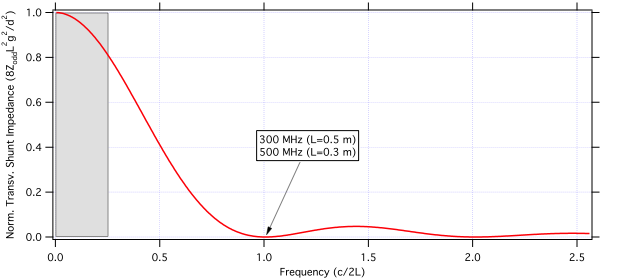 Norm. Transv. Shunt Impedance (8Z_odd L^2 g^2/d^2)
1.0
0.8
0.6
0.4
0.2
0.0
300 MHz (L=0.5 m)
500 MHz (L=0.3 m)
0.0 0.5 1.0 1.5 2.0 2.5
Frequency (c/2L)